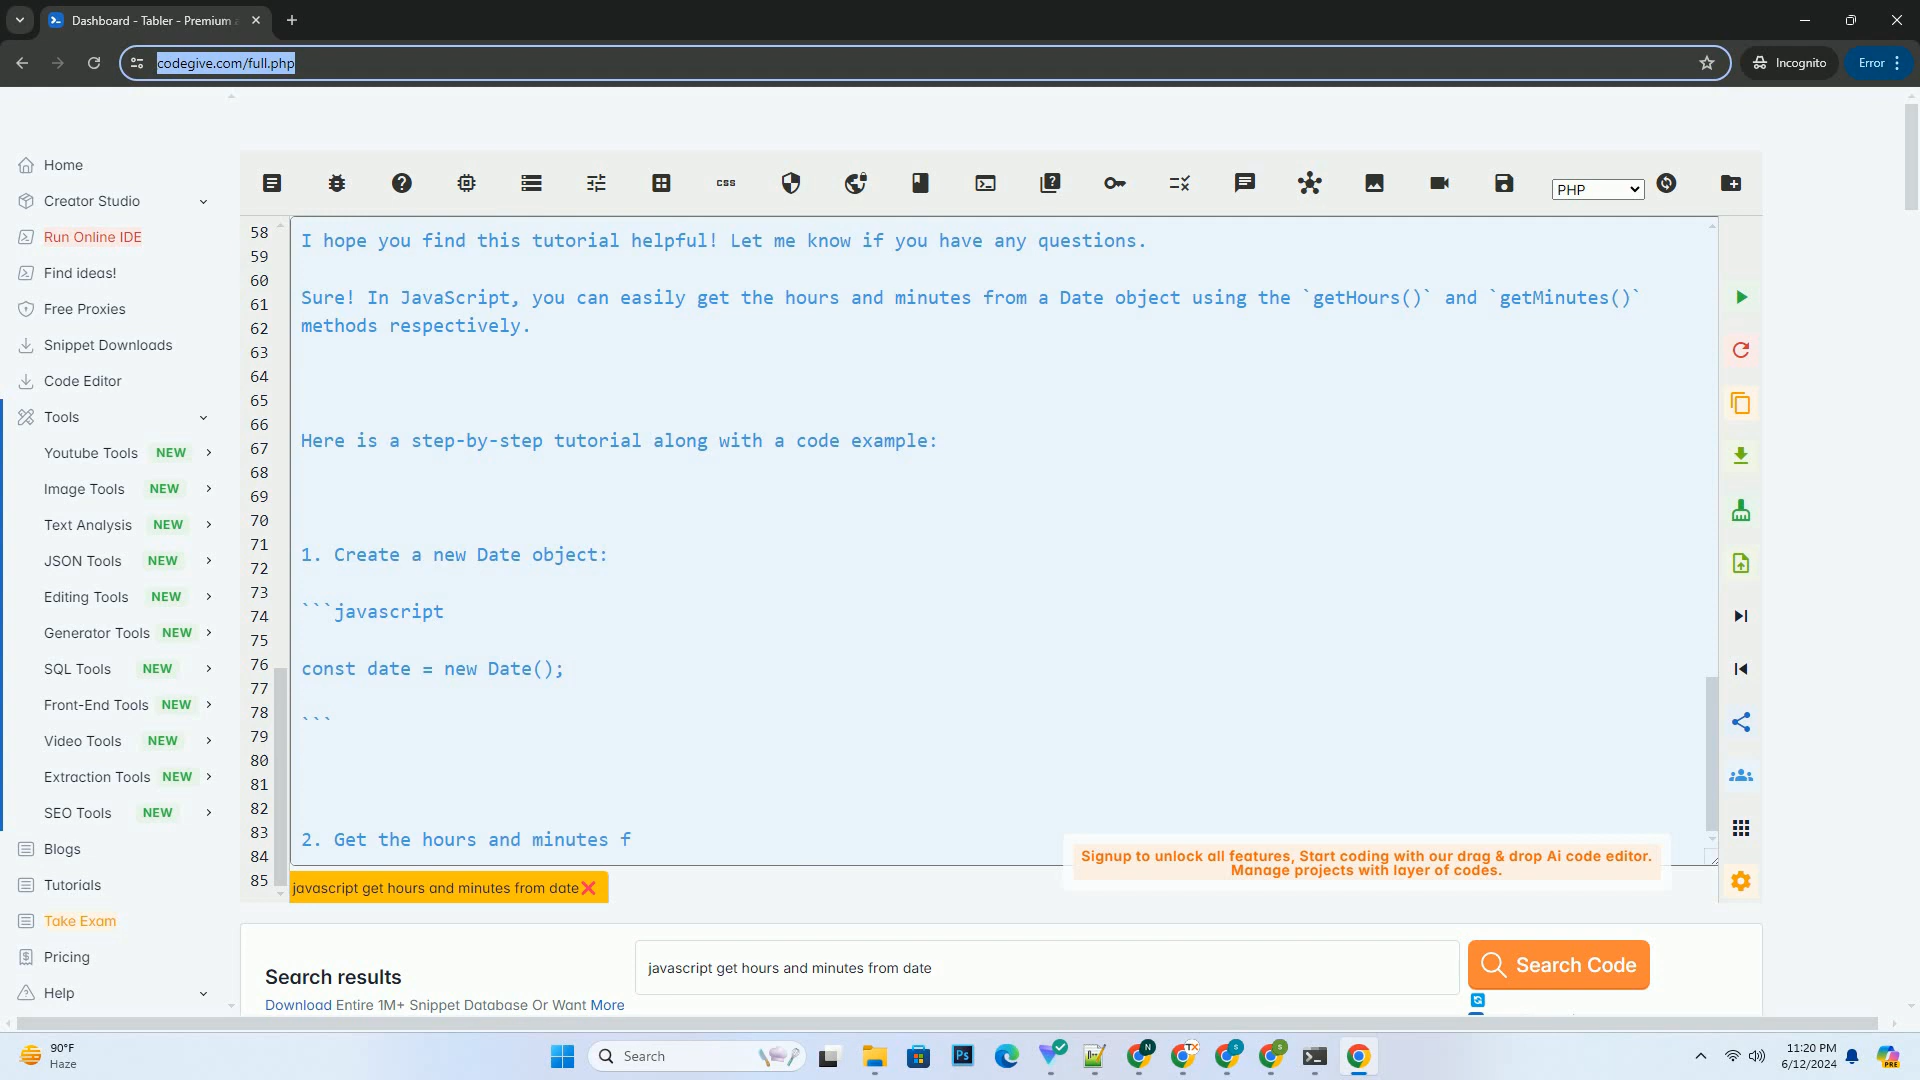 Dashboard - Tabler - Premium
codegive.com/full.php
Incognito
Error
Home
Creator Studio
Run Online IDE
Find ideas!
Free Proxies
Snippet Downloads
Code Editor
Tools
Youtube Tools NEW
Image Tools NEW
Text Analysis NEW
JSON Tools NEW
Editing Tools NEW
Generator Tools NEW
SQL Tools NEW
Front-End Tools NEW
Video Tools NEW
Extraction Tools NEW
SEO Tools NEW
Blogs
Tutorials
Take Exam
Pricing
Help
css
PHP
58
59
60
61
62
63
64
65
66
67
68
69
70
71
72
73
74
75
76
77
78
79
80
81
82
83
84
85
I hope you find this tutorial helpful! Let me know if you have any questions.
Sure! In JavaScript, you can easily get the hours and minutes from a Date object using the `getHours()` and `getMinutes()`
methods respectively.
Here is a step-by-step tutorial along with a code example:
1. Create a new Date object:
```javascript
const date = new Date();
```
2. Get the hours and minutes f
Signup to unlock all features, Start coding with our drag & drop Ai code editor.
Manage projects with layer of codes.
javascript get hours and minutes from date
Search results
Download Entire 1M+ Snippet Database Or Want More
javascript get hours and minutes from date
Search Code
90°F
Haze
Search
Ps
N
TX
S
S
11:20 PM
6/12/2024
PRE